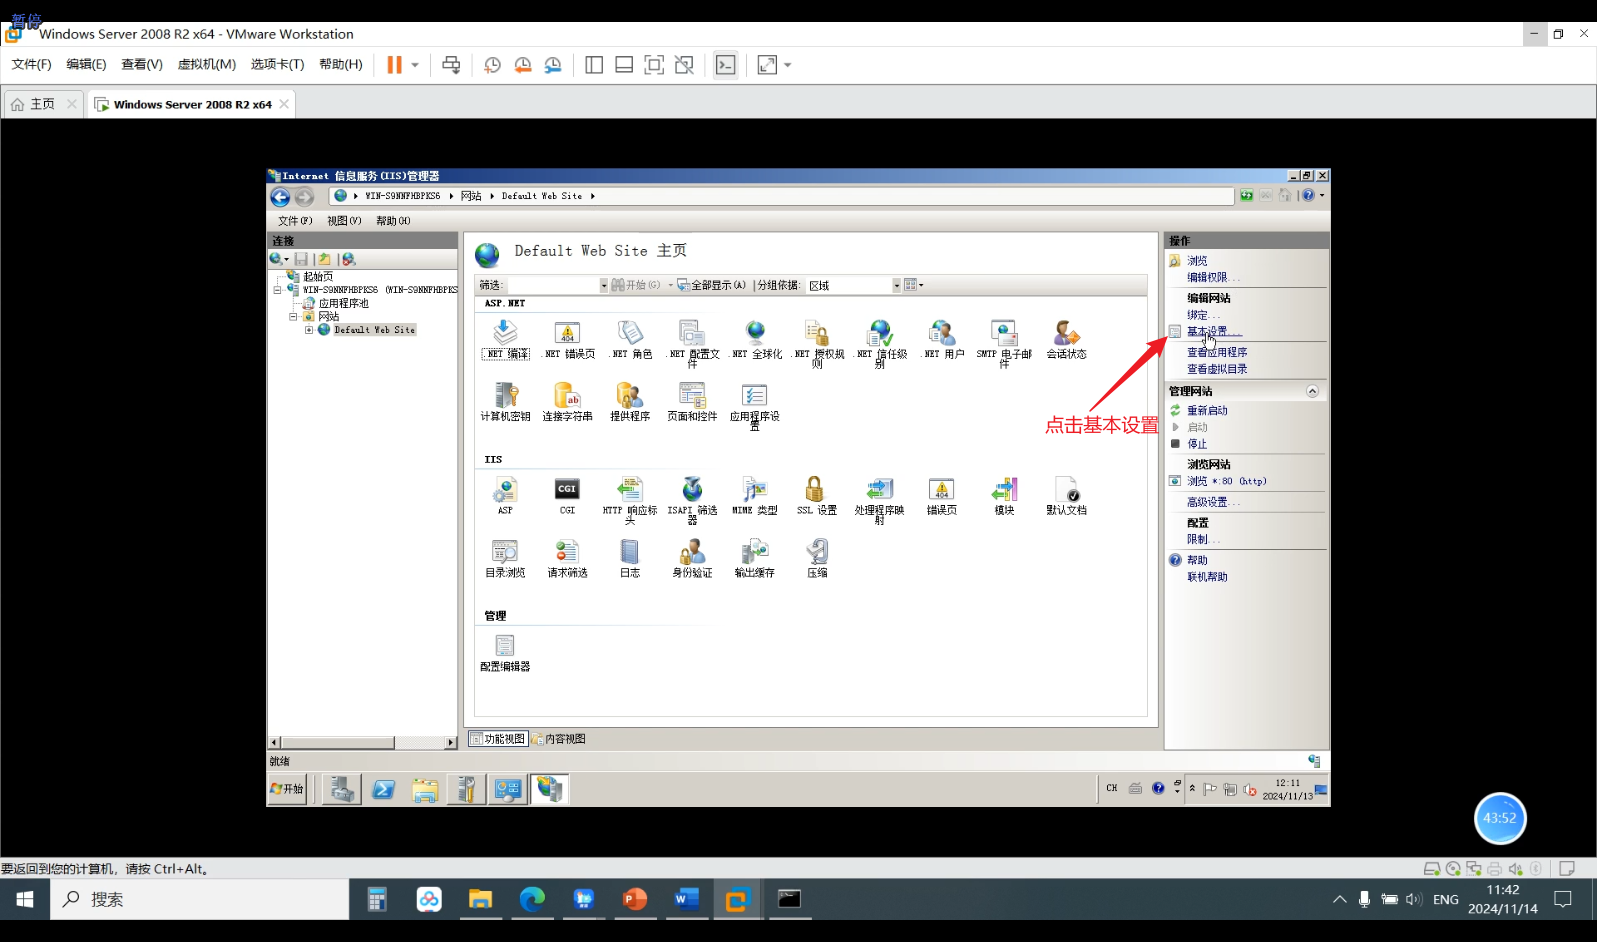 暂停
Windows Server 2008 R2 x64 - VMware Workstation
文件(F) 编辑(E) 查看(V) 虚拟机(M) 选项卡(T) 帮助(H)
主页 Windows Server 2008 R2 x64
Internet 信息服务(IIS)管理器
WIN-S9NNFHBPKS6 网站 Default Web Site
文件(F) 视图(V) 帮助(H)
连接
起始页
WIN-S9NNFHBPKS6 (WIN-S9NNFHBPKS
应用程序池
网站
Default Web Site
Default Web Site 主页
筛选: 开始(G) 全部显示(A) 分组依据: 区域
ASP.NET
.NET 编译 .NET 错误页 .NET 角色 .NET 配置文件 .NET 全球化 .NET 授权规则 .NET 信任级别 .NET 用户 SMTP 电子邮件 会话状态
计算机密钥 连接字符串 提供程序 页面和控件 应用程序设置
IIS
ASP CGI HTTP 响应标头 ISAPI 筛选器 MIME 类型 SSL 设置 处理程序映射 错误页 模块 默认文档
目录浏览 请求筛选 日志 身份验证 输出缓存 压缩
管理
配置编辑器
功能视图 内容视图
操作
浏览
编辑权限...
编辑网站
绑定...
基本设置...
查看应用程序
查看虚拟目录
点击基本设置
管理网站
重新启动
启动
停止
浏览网站
浏览 *:80 (http)
高级设置...
配置
限制...
帮助
联机帮助
就绪
开始
CH
12:11
2024/11/13
43:52
要返回到您的计算机，请按 Ctrl+Alt。
搜索
ENG
11:42
2024/11/14